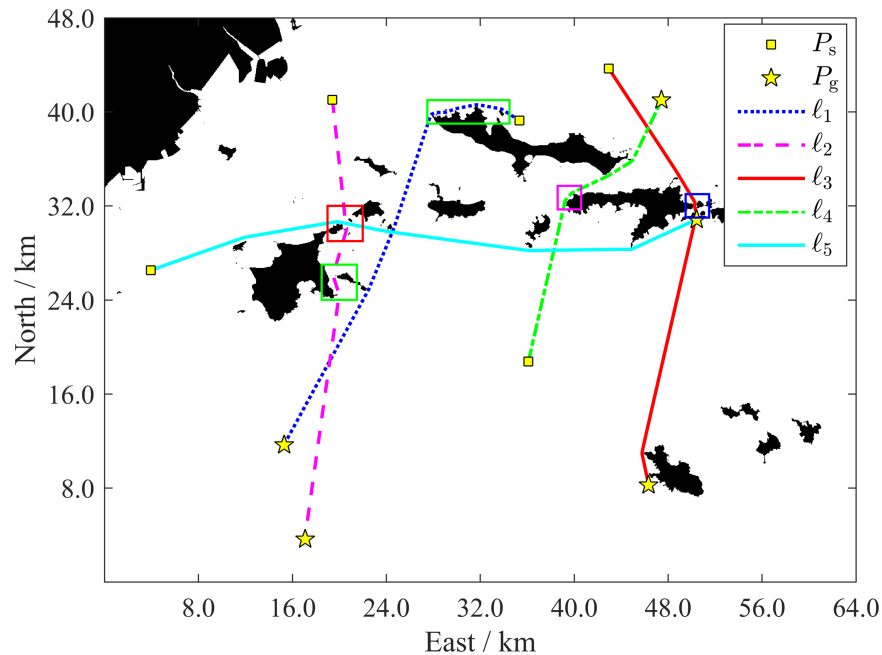 48.0
40.0
32.0
24.0
16.0
8.0
North / km
8.0 16.0 24.0 32.0 40.0 48.0 56.0 64.0
East / km
Pₛ
P_g
ℓ₁
ℓ₂
ℓ₃
ℓ₄
ℓ₅